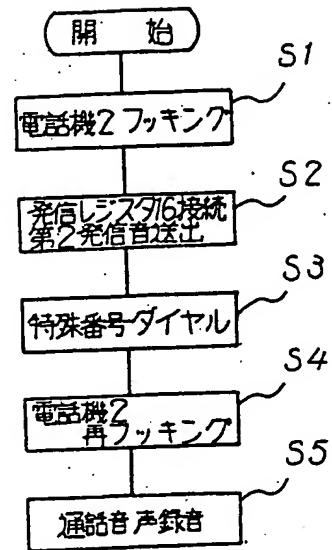 開始
S1
電話機2フッキング
S2
発信レジスタ16接続
第2発信音送出
S3
特殊番号ダイヤル
S4
電話機2
再フッキング
S5
通話音声録音